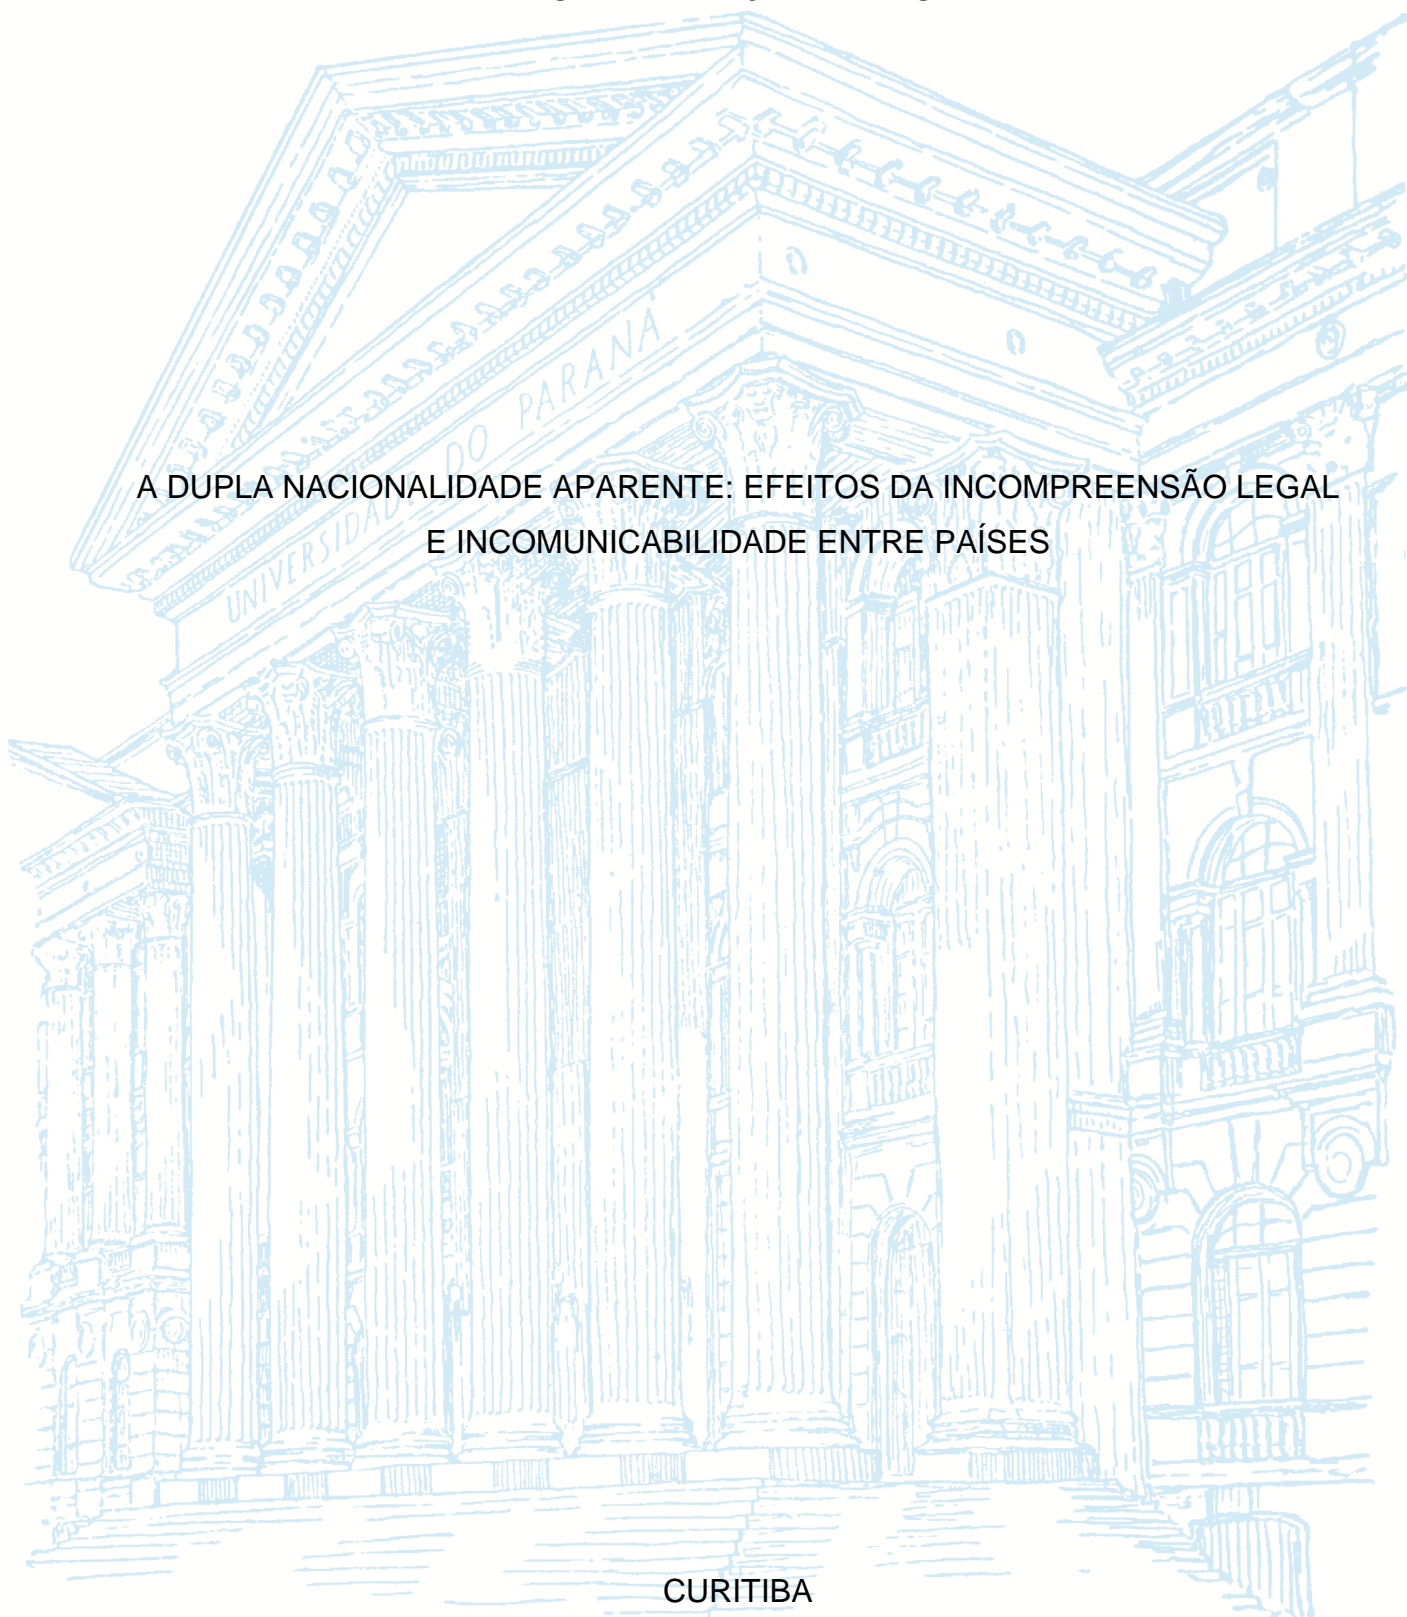 UNIVERSIDADE DO PARANÁ
A DUPLA NACIONALIDADE APARENTE: EFEITOS DA INCOMPREENSÃO LEGAL
E INCOMUNICABILIDADE ENTRE PAÍSES
CURITIBA